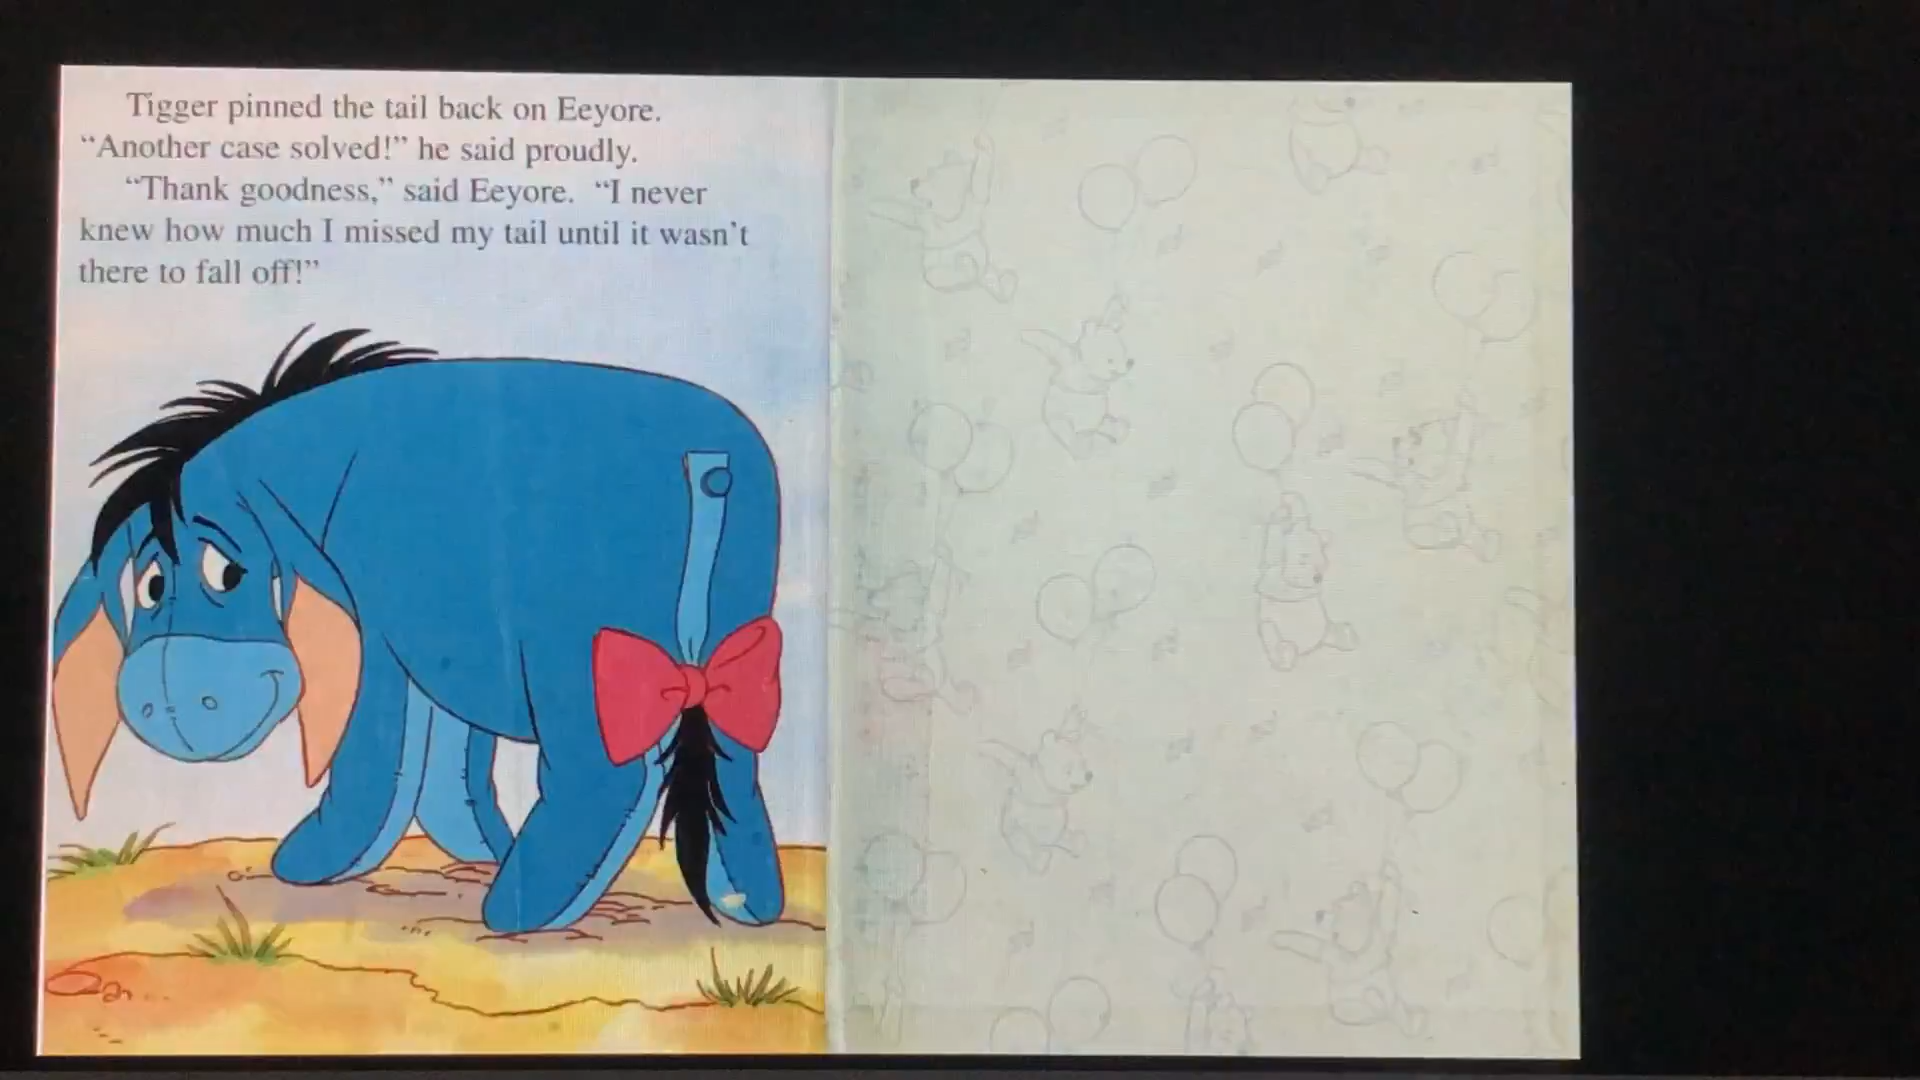 Tigger pinned the tail back on Eeyore.
“Another case solved!” he said proudly.
“Thank goodness,” said Eeyore. “I never
knew how much I missed my tail until it wasn’t
there to fall off!”